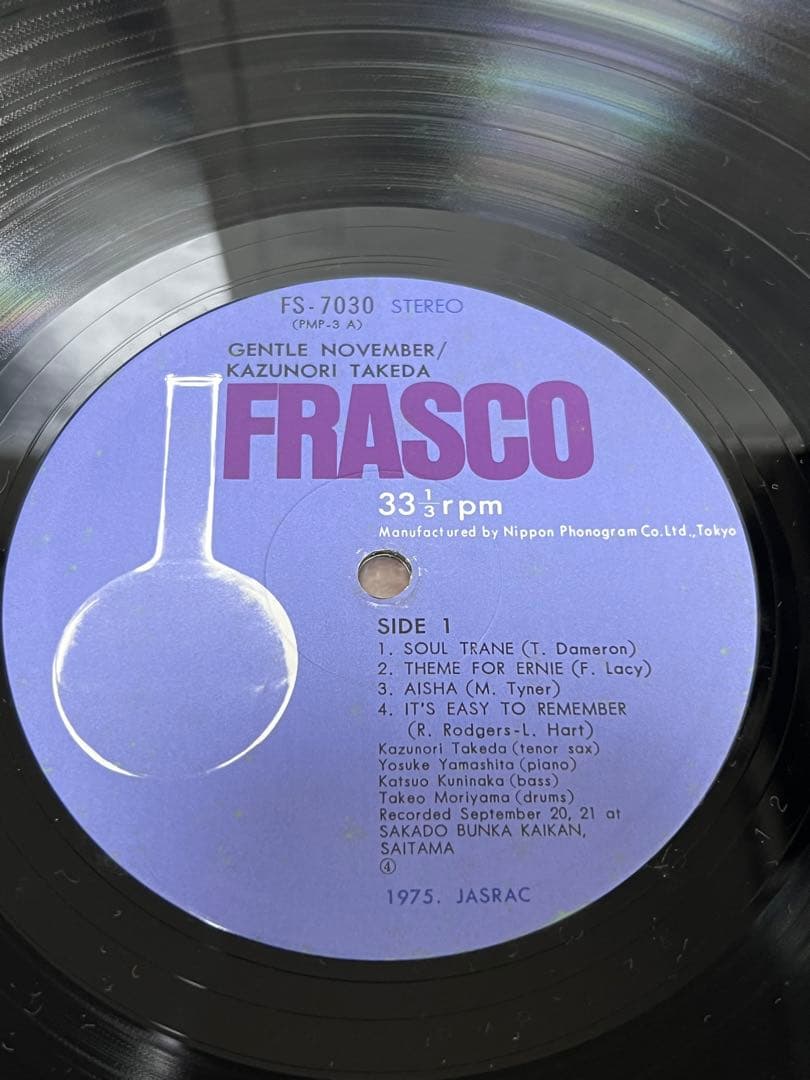 FS-7030 STEREO
(PMP-3 A)
GENTLE NOVEMBER/
KAZUNORI TAKEDA
FRASCO
33 1/3 rpm
Manufactured by Nippon Phonogram Co.Ltd.,Tokyo
SIDE 1
1. SOUL TRANE (T. Dameron)
2. THEME FOR ERNIE (F. Lacy)
3. AISHA (M. Tyner)
4. IT'S EASY TO REMEMBER
(R. Rodgers-L. Hart)
Kazunori Takeda (tenor sax)
Yosuke Yamashita (piano)
Katsuo Kuninaka (bass)
Takeo Moriyama (drums)
Recorded September 20, 21 at
SAKADO BUNKA KAIKAN,
SAITAMA
④
1975. JASRAC